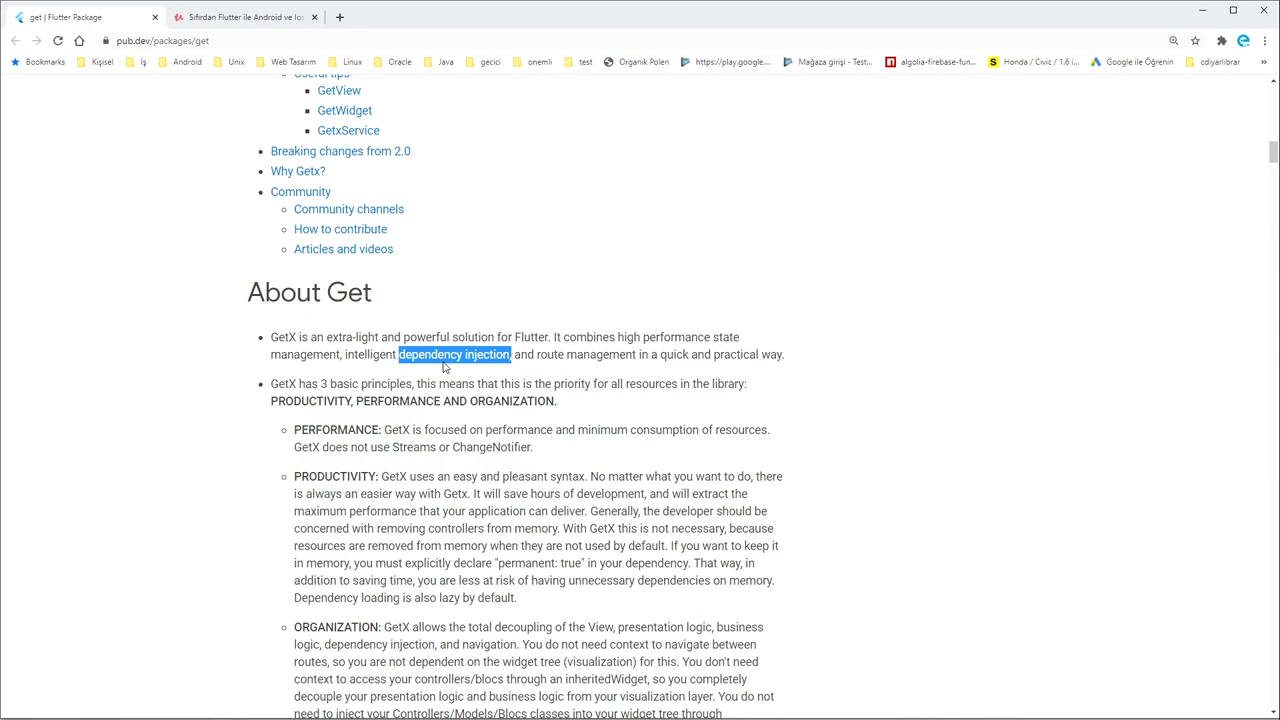 get | Flutter Package
Sıfırdan Flutter ile Android ve Ios
pub.dev/packages/get
Bookmarks
Kişisel
İş
Android
Unix
Web Tasarım
Linux
Oracle
Java
gecici
onemli
test
Organik Polen
https://play.google....
Mağaza girişi - Test...
algolia-firebase-fun...
Honda / Civic / 1.6 i...
Google ile Öğrenin
cdiyarlibrar
»
Useful tips
GetView
GetWidget
GetxService
Breaking changes from 2.0
Why Getx?
Community
Community channels
How to contribute
Articles and videos
About Get
GetX is an extra-light and powerful solution for Flutter. It combines high performance state
management, intelligent dependency injection, and route management in a quick and practical way.
GetX has 3 basic principles, this means that this is the priority for all resources in the library:
PRODUCTIVITY, PERFORMANCE AND ORGANIZATION.
PERFORMANCE: GetX is focused on performance and minimum consumption of resources.
GetX does not use Streams or ChangeNotifier.
PRODUCTIVITY: GetX uses an easy and pleasant syntax. No matter what you want to do, there
is always an easier way with Getx. It will save hours of development, and will extract the
maximum performance that your application can deliver. Generally, the developer should be
concerned with removing controllers from memory. With GetX this is not necessary, because
resources are removed from memory when they are not used by default. If you want to keep it
in memory, you must explicitly declare "permanent: true" in your dependency. That way, in
addition to saving time, you are less at risk of having unnecessary dependencies on memory.
Dependency loading is also lazy by default.
ORGANIZATION: GetX allows the total decoupling of the View, presentation logic, business
logic, dependency injection, and navigation. You do not need context to navigate between
routes, so you are not dependent on the widget tree (visualization) for this. You don't need
context to access your controllers/blocs through an inheritedWidget, so you completely
decouple your presentation logic and business logic from your visualization layer. You do not
need to inject your Controllers/Models/Blocs classes into your widget tree through